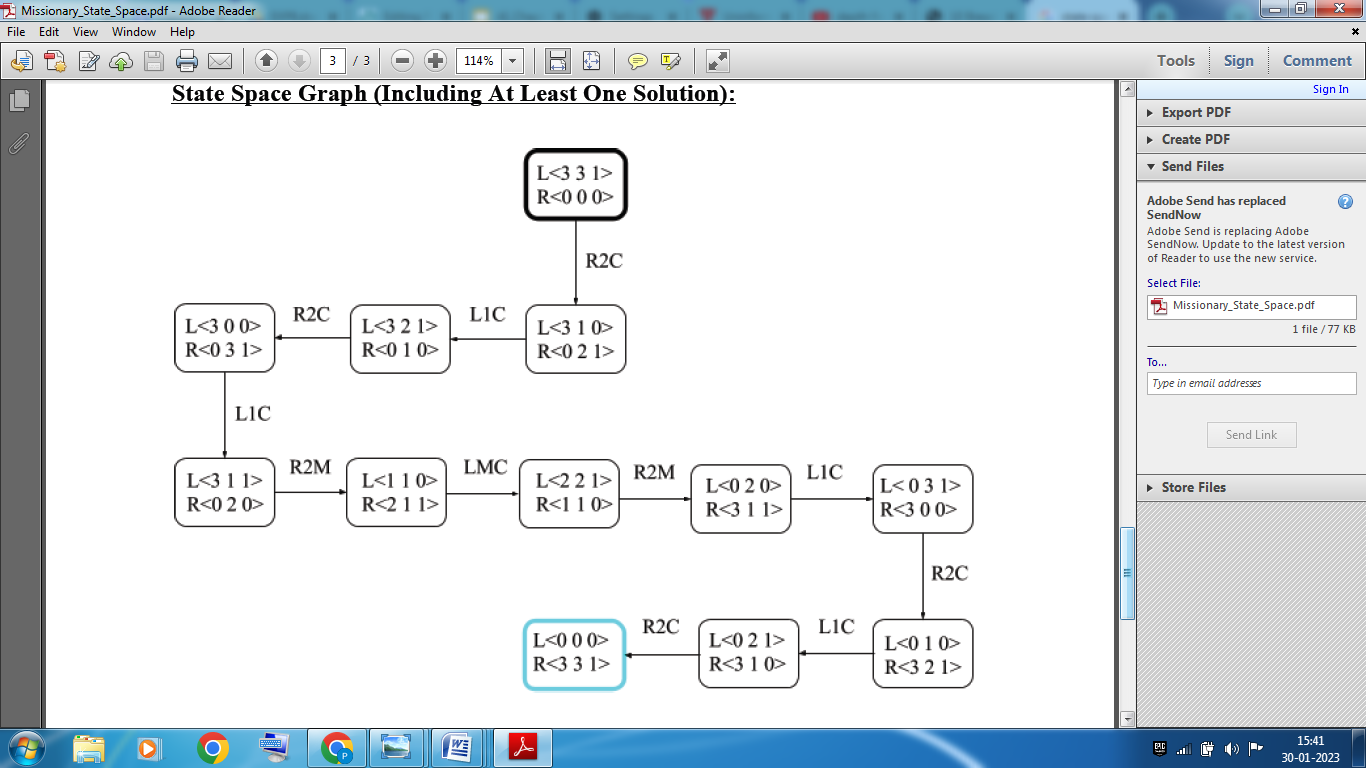 Missionary_State_Space.pdf - Adobe Reader
File Edit View Window Help
3 / 3 114% Tools Sign Comment
Sign In
State Space Graph (Including At Least One Solution):
L<3 3 1>
R<0 0 0>
R2C
R2C L1C
L<3 0 0> L<3 2 1> L<3 1 0>
R<0 3 1> R<0 1 0> R<0 2 1>
L1C
R2M LMC R2M L1C
L<3 1 1> L<1 1 0> L<2 2 1> L<0 2 0> L< 0 3 1>
R<0 2 0> R<2 1 1> R<1 1 0> R<3 1 1> R<3 0 0>
R2C
R2C L1C
L<0 0 0> L<0 2 1> L<0 1 0>
R<3 3 1> R<3 1 0> R<3 2 1>
Export PDF
Create PDF
Send Files
Adobe Send has replaced
SendNow
Adobe Send is replacing Adobe
SendNow. Update to the latest version
of Reader to use the new service.
Select File:
Missionary_State_Space.pdf
1 file / 77 KB
To...
Type in email addresses
Send Link
Store Files
15:41
30-01-2023